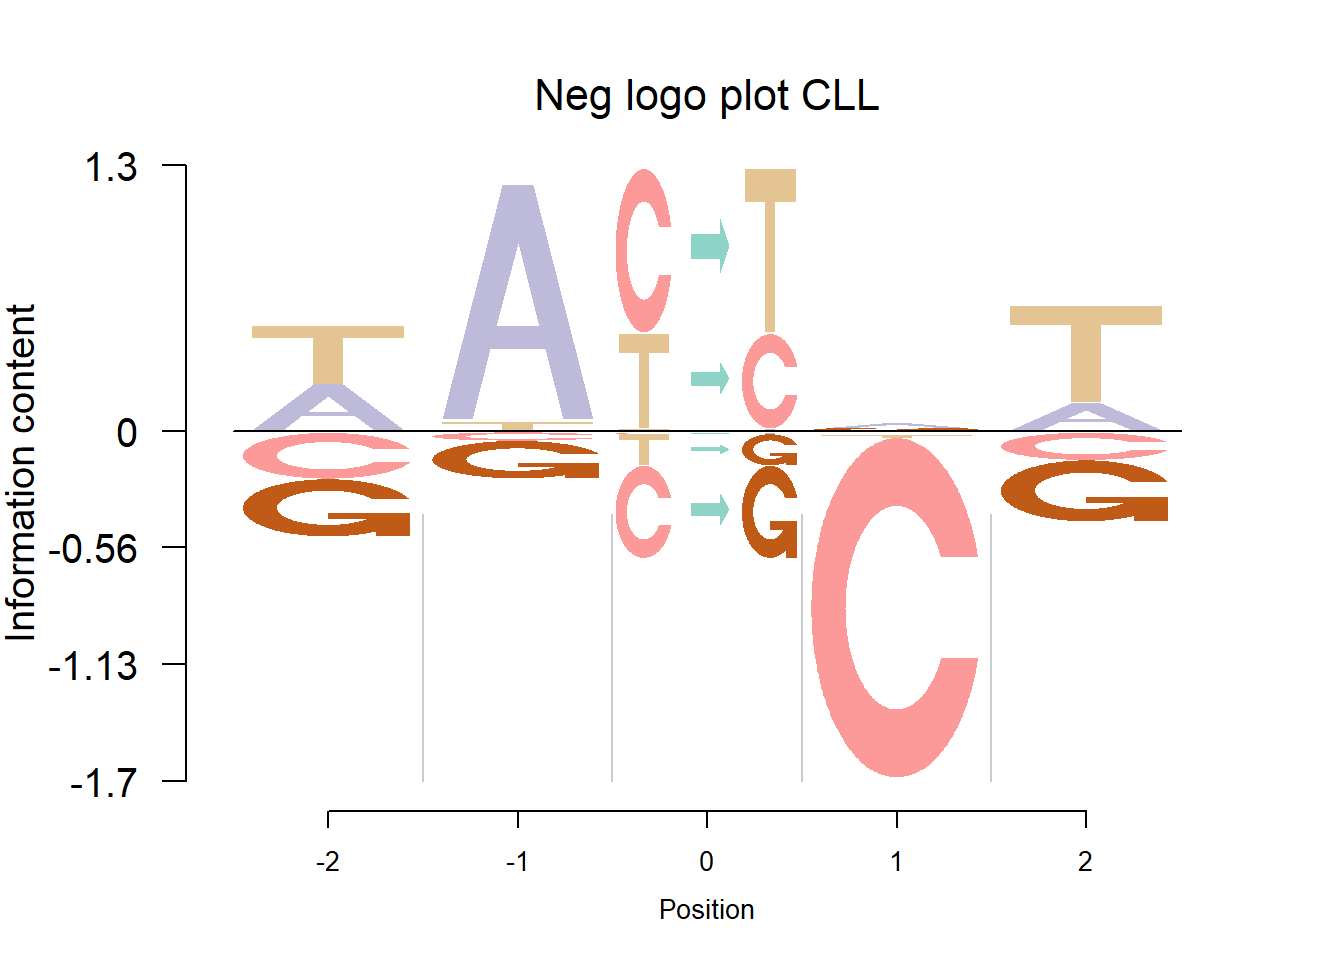 Neg logo plot CLL
Information content
1.3
0
-0.56
-1.13
-1.7
T A C T
T A T C T A
C T G C
G G C G C G
-2 -1 0 1 2
Position